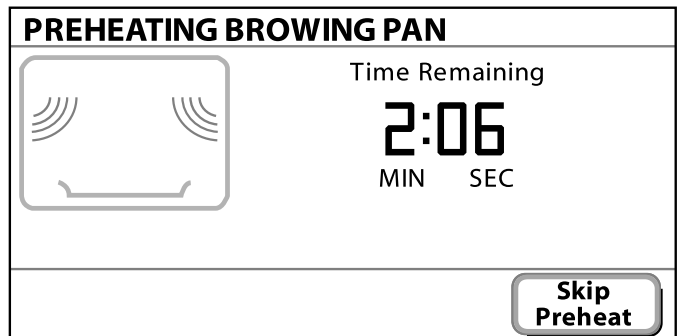 PREHEATING BROWING PAN
Time Remaining
2:06
MIN SEC
Skip
Preheat